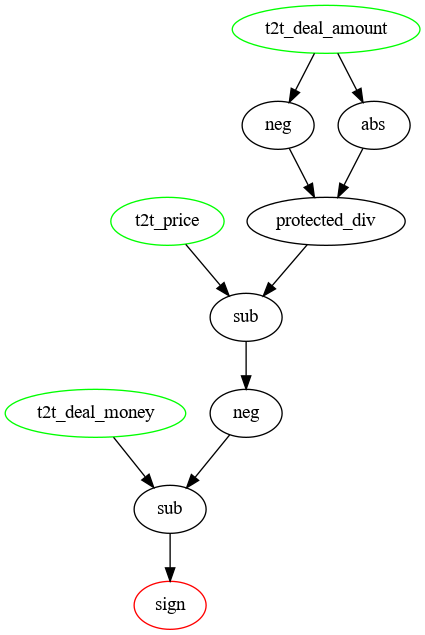 t2t_deal_amount
neg
abs
t2t_price
protected_div
sub
t2t_deal_money
neg
sub
sign